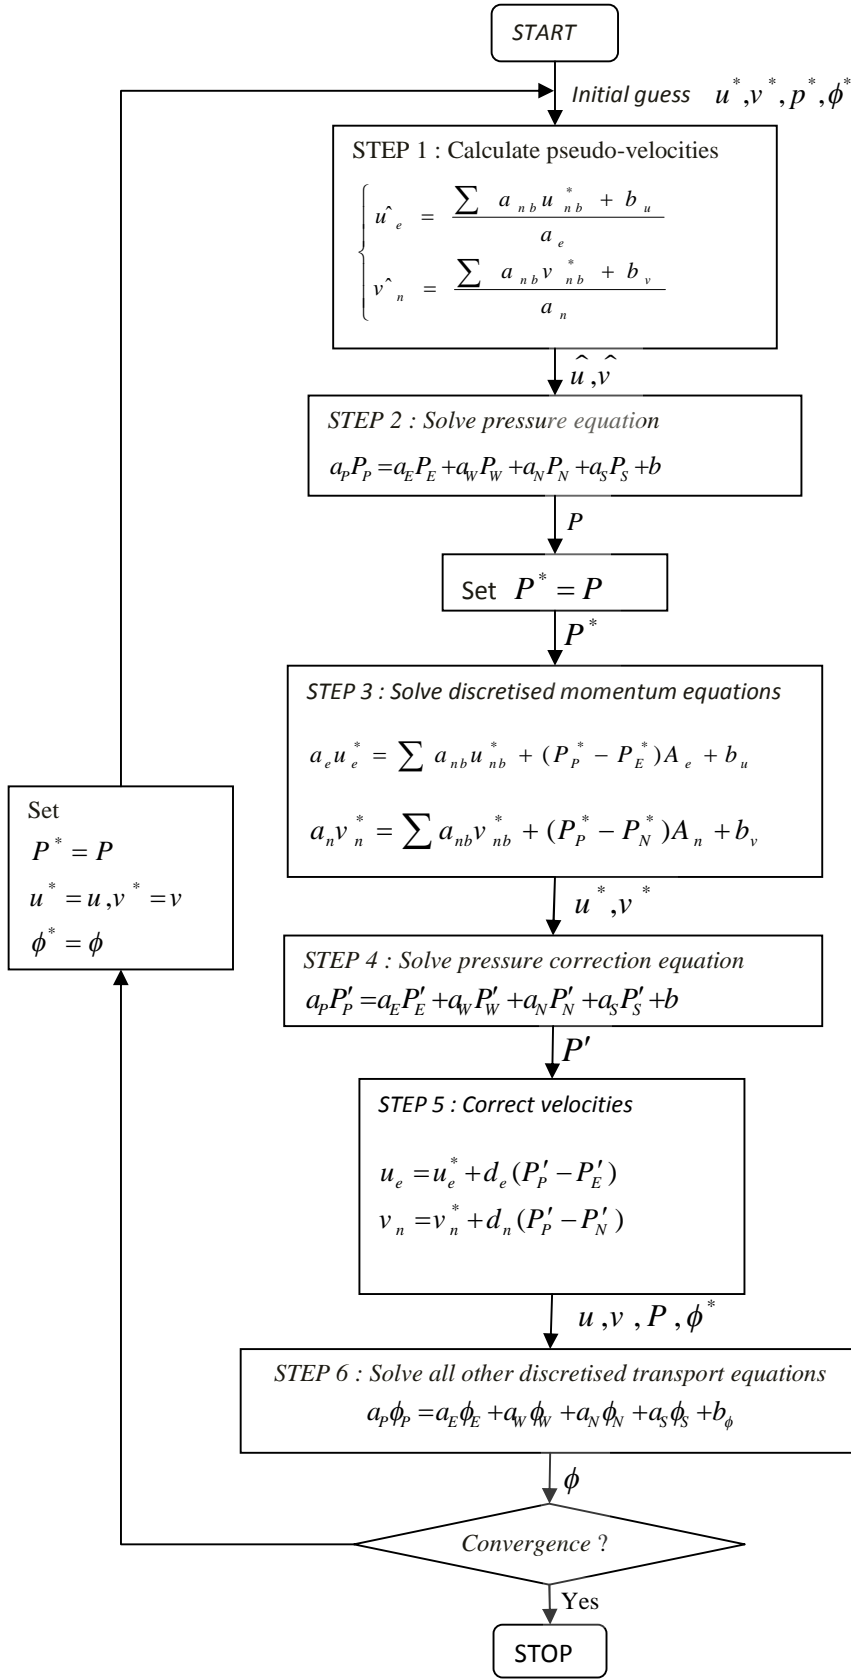 START
Initial guess u*,v*,p*,ϕ*
STEP 1 : Calculate pseudo-velocities
u^_e = (∑ a_nb u*_nb + b_u) / a_e
v^_n = (∑ a_nb v*_nb + b_v) / a_n
û,v̂
STEP 2 : Solve pressure equation
a_P P_P = a_E P_E + a_W P_W + a_N P_N + a_S P_S + b
P
Set P* = P
P*
STEP 3 : Solve discretised momentum equations
a_e u*_e = ∑ a_nb u*_nb + (P*_P − P*_E)A_e + b_u
a_n v*_n = ∑ a_nb v*_nb + (P*_P − P*_N)A_n + b_v
u*,v*
Set
P* = P
u* = u,v* = v
ϕ* = ϕ
STEP 4 : Solve pressure correction equation
a_P P′_P = a_E P′_E + a_W P′_W + a_N P′_N + a_S P′_S + b
P′
STEP 5 : Correct velocities
u_e = u*_e + d_e (P′_P − P′_E)
v_n = v*_n + d_n (P′_P − P′_N)
u,v,P,ϕ*
STEP 6 : Solve all other discretised transport equations
a_P ϕ_P = a_E ϕ_E + a_W ϕ_W + a_N ϕ_N + a_S ϕ_S + b_ϕ
ϕ
Convergence ?
Yes
STOP